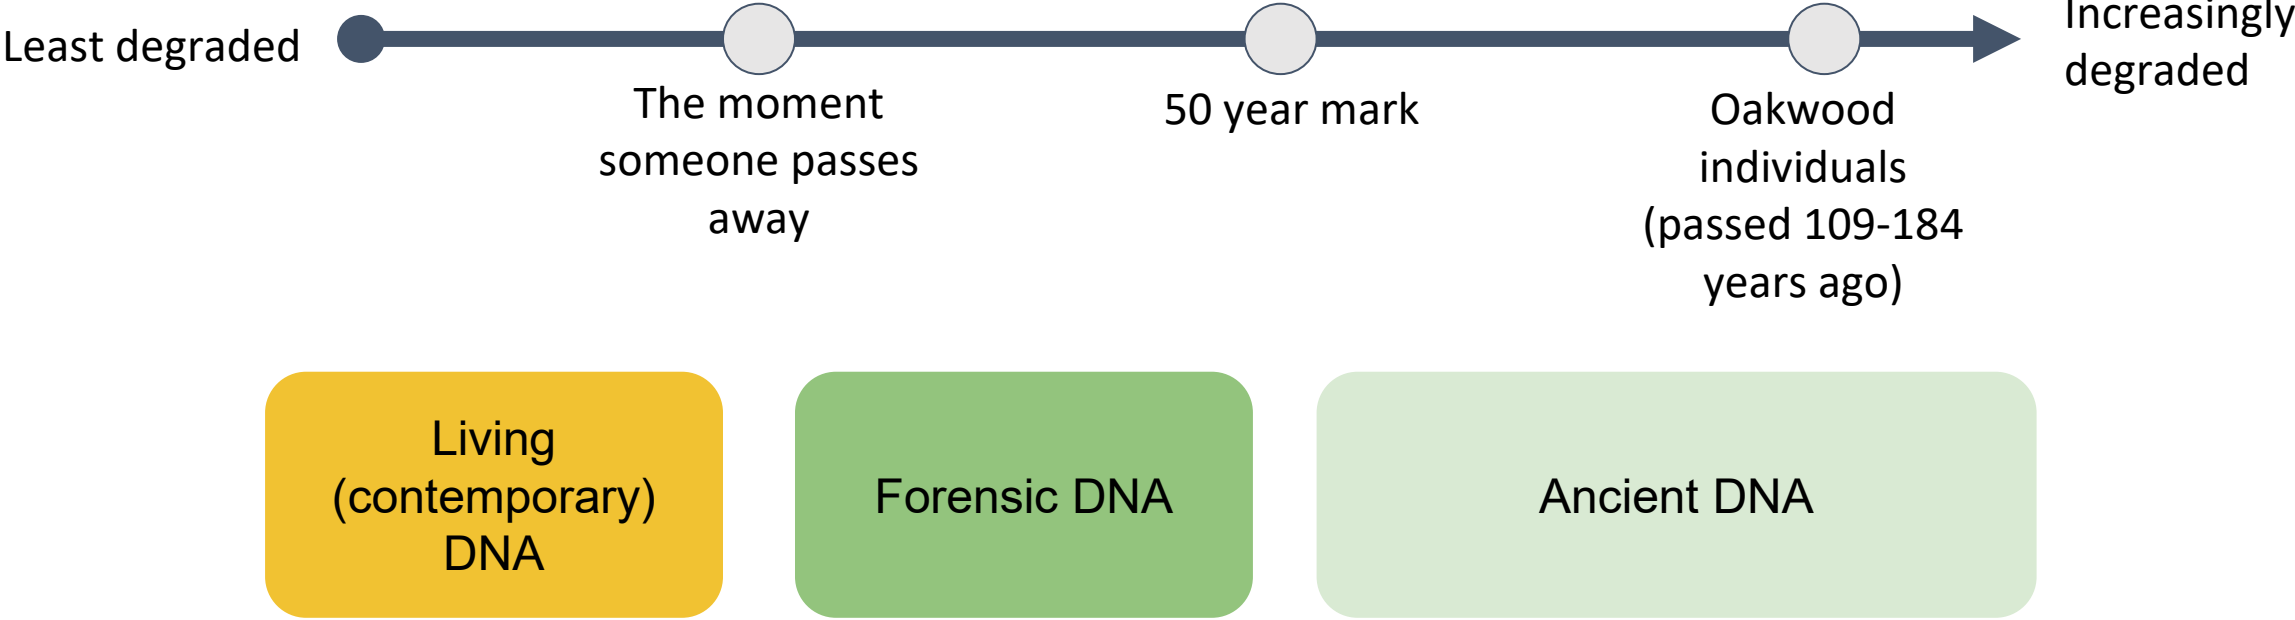 Least degraded
Increasingly
degraded
The moment
someone passes
away
50 year mark
Oakwood
individuals
(passed 109-184
years ago)
Living
(contemporary)
DNA
Forensic DNA
Ancient DNA